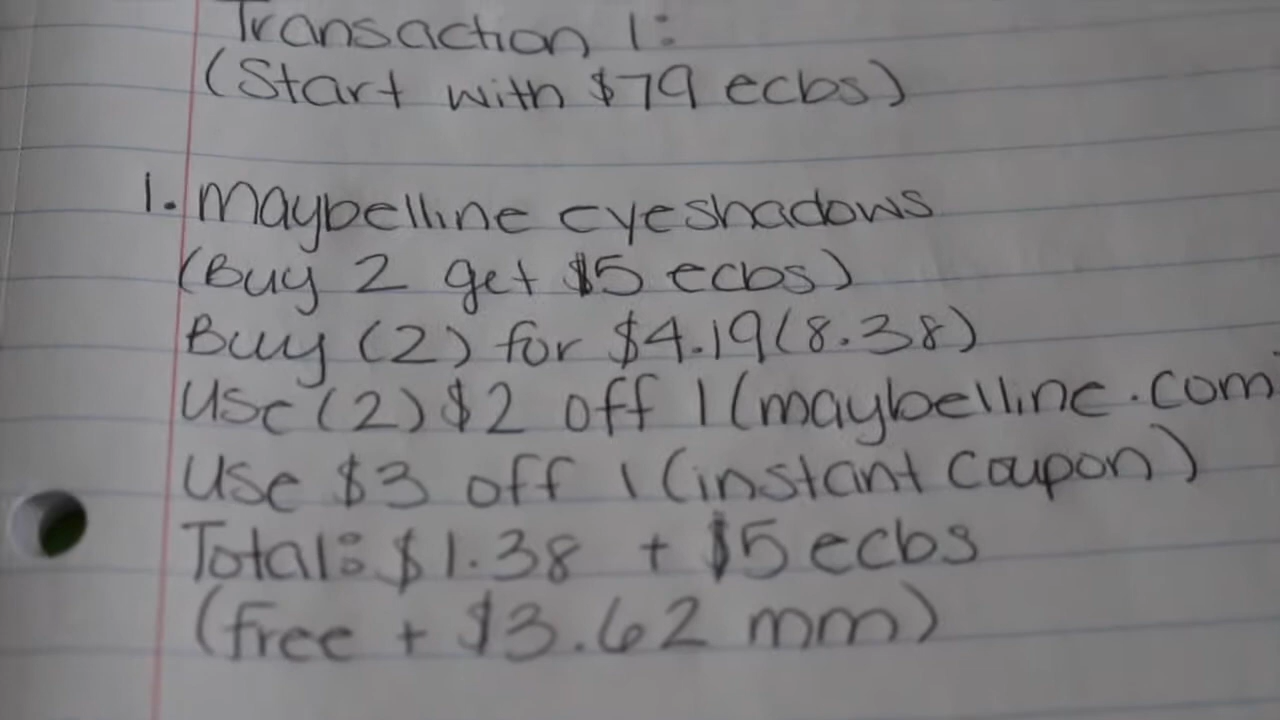 Transaction 1:
(Start with $79 ecbs)
1. Maybelline eyeshadows
(Buy 2 get $5 ecbs)
Buy (2) for $4.19 (8.38)
Use (2) $2 off 1 (maybelline.com
Use $3 off 1 (instant coupon)
Total: $1.38 + $5 ecbs
(free + $3.62 mm)